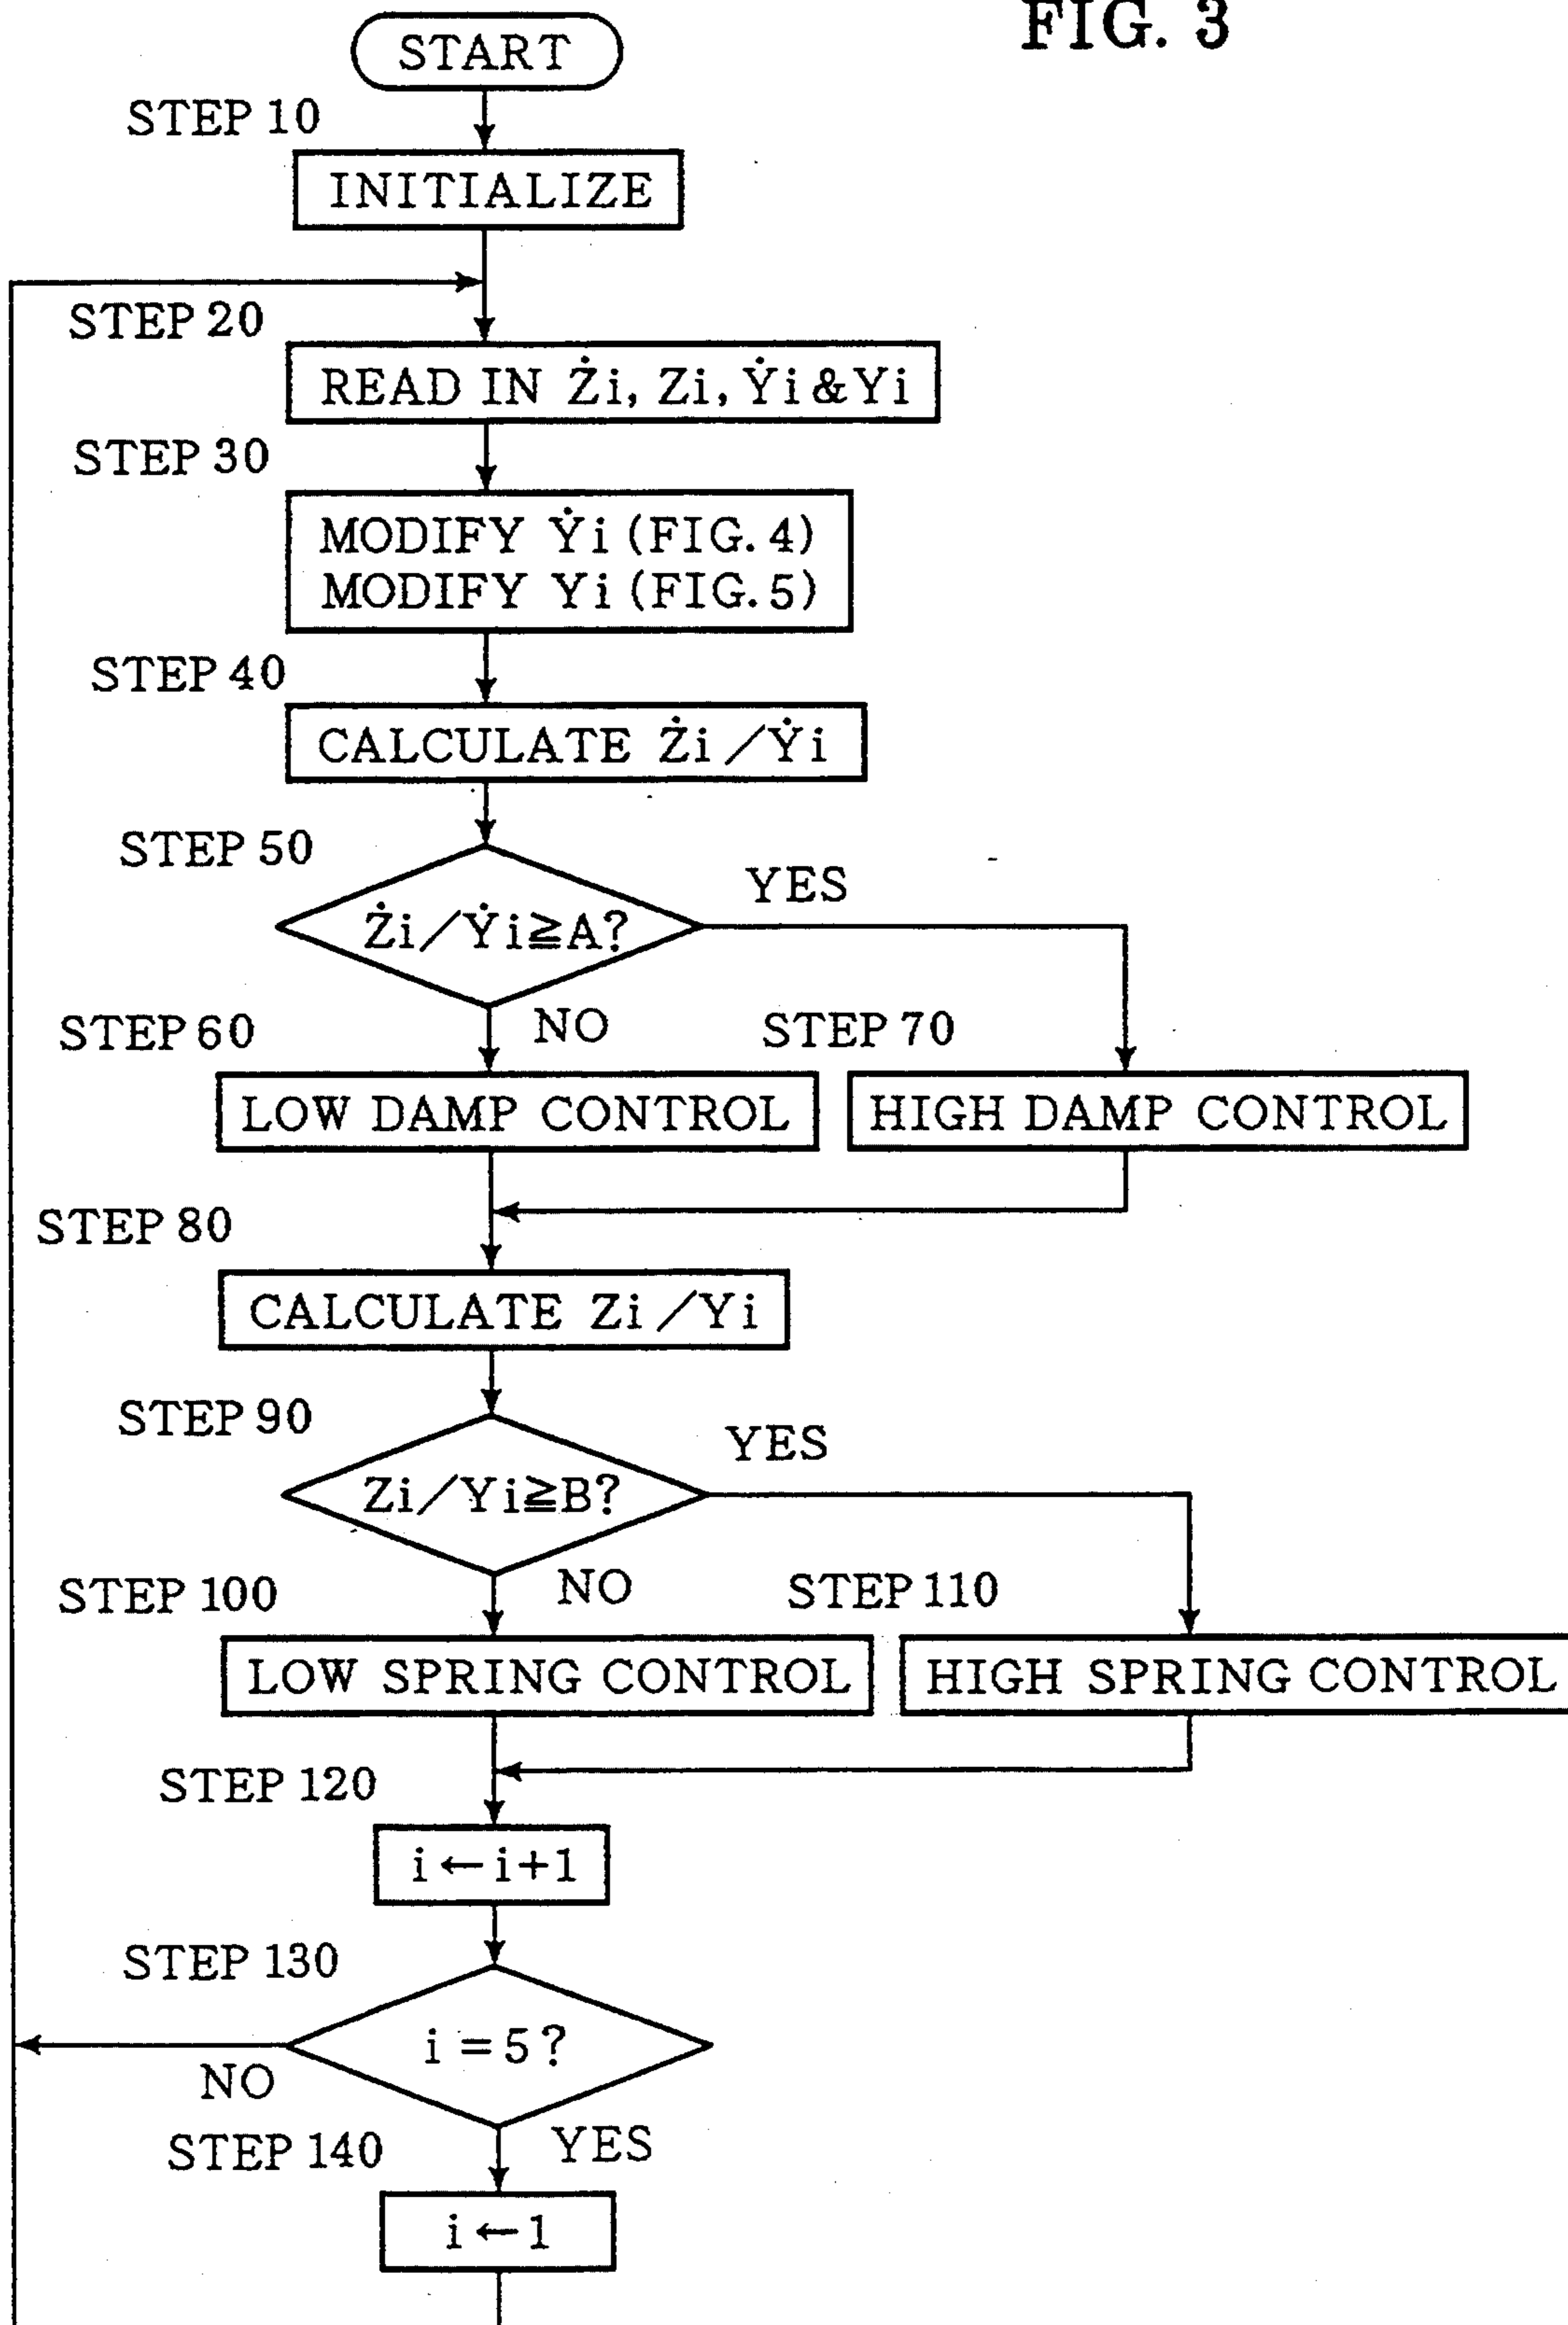 FIG. 3
START
STEP 10
INITIALIZE
STEP 20
READ IN Żi, Zi, Ẏi & Yi
STEP 30
MODIFY Ẏi (FIG. 4)
MODIFY Yi (FIG. 5)
STEP 40
CALCULATE Żi/Ẏi
STEP 50
YES
Żi/Ẏi≧A?
NO
STEP 60
STEP 70
LOW DAMP CONTROL
HIGH DAMP CONTROL
STEP 80
CALCULATE Zi/Yi
STEP 90
YES
Zi/Yi≧B?
NO
STEP 100
STEP 110
LOW SPRING CONTROL
HIGH SPRING CONTROL
STEP 120
i←i+1
STEP 130
i=5?
NO
YES
STEP 140
i←1